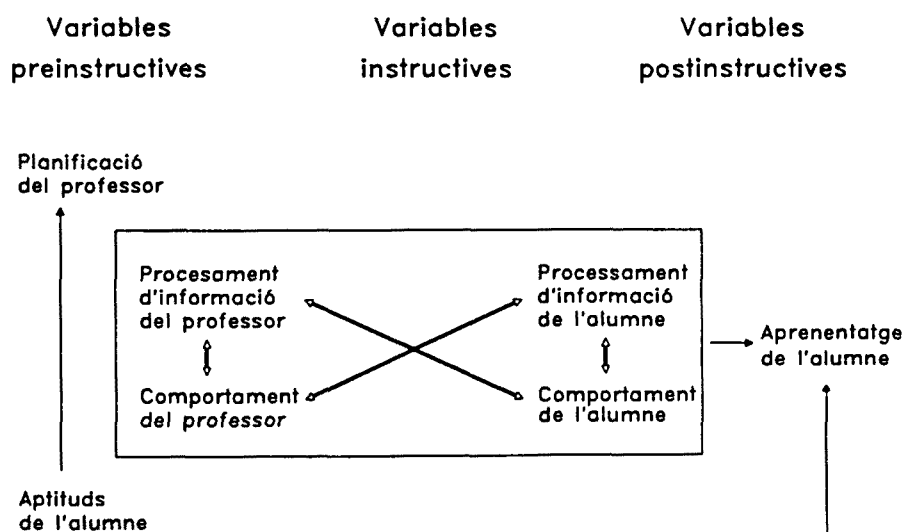 Variables
preinstructives
Variables
instructives
Variables
postinstructives
Planificació
del professor
Procesament
d'informació
del professor
Processament
d'informació
de l'alumne
Comportament
del professor
Comportament
de l'alumne
Aprenentatge
de l'alumne
Aptituds
de l'alumne